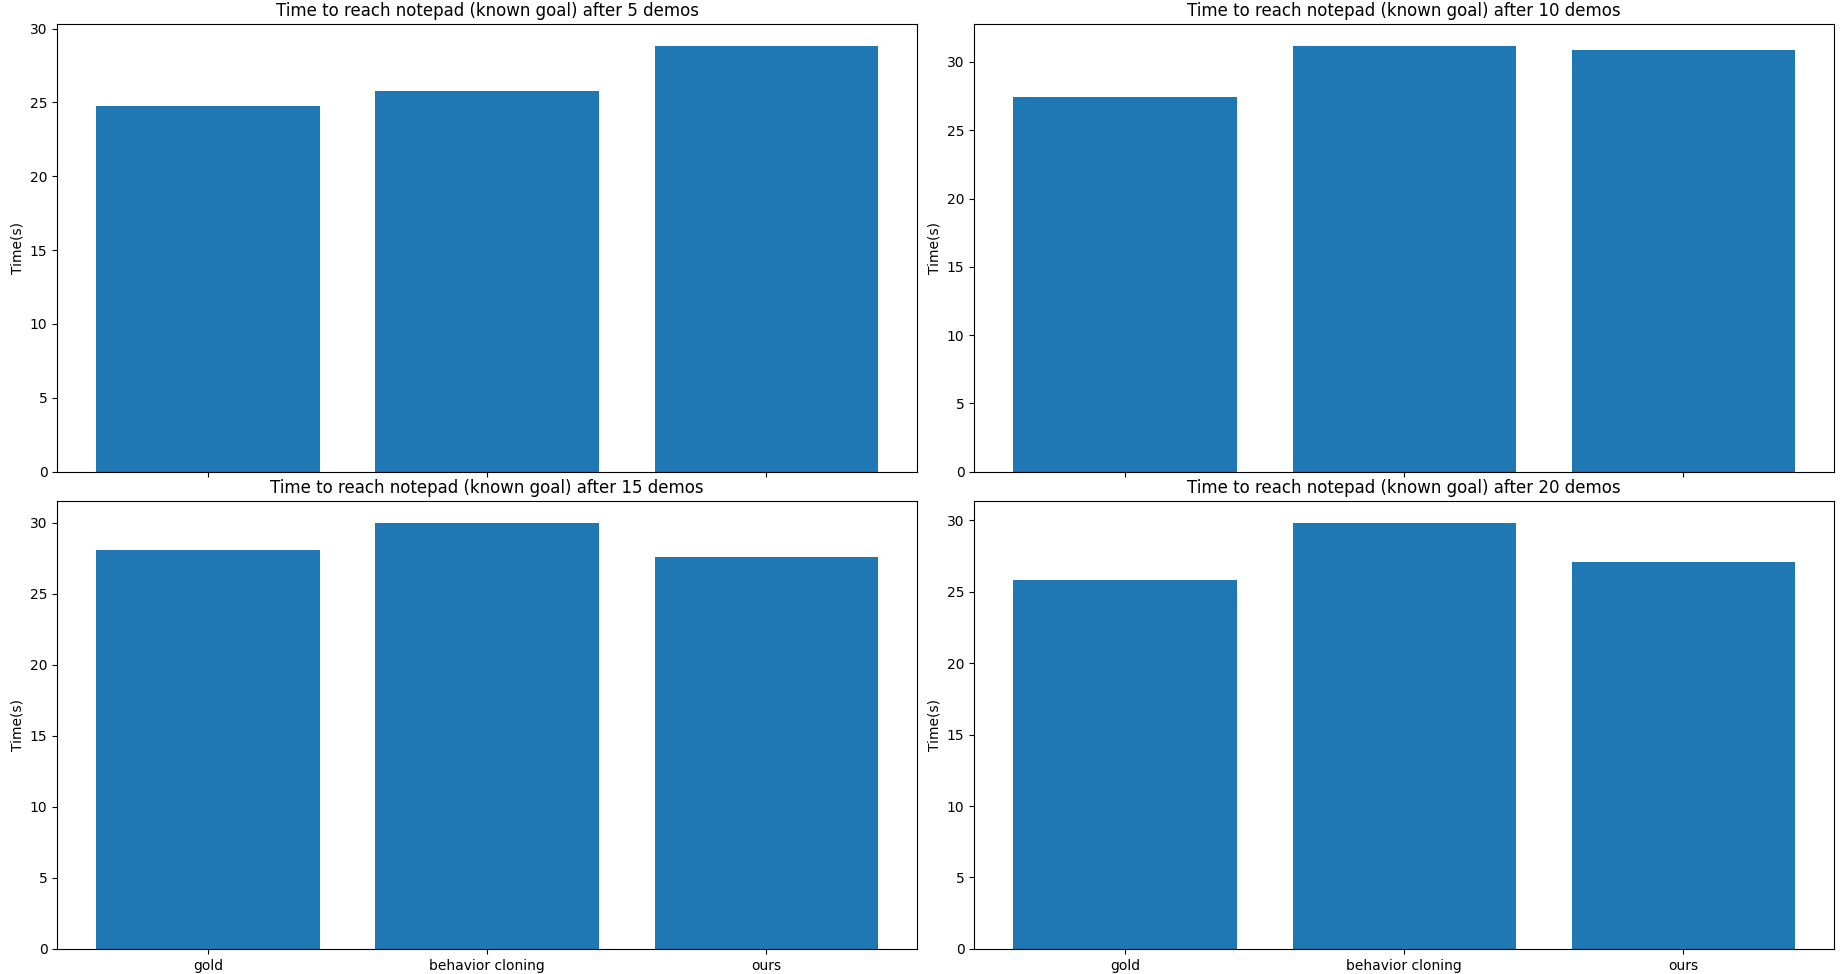 Time to reach notepad (known goal) after 5 demos
30
25
20
15
10
5
0
Time(s)
Time to reach notepad (known goal) after 10 demos
30
25
20
15
10
5
0
Time(s)
Time to reach notepad (known goal) after 15 demos
30
25
20
15
10
5
0
Time(s)
gold behavior cloning ours
Time to reach notepad (known goal) after 20 demos
30
25
20
15
10
5
0
Time(s)
gold behavior cloning ours